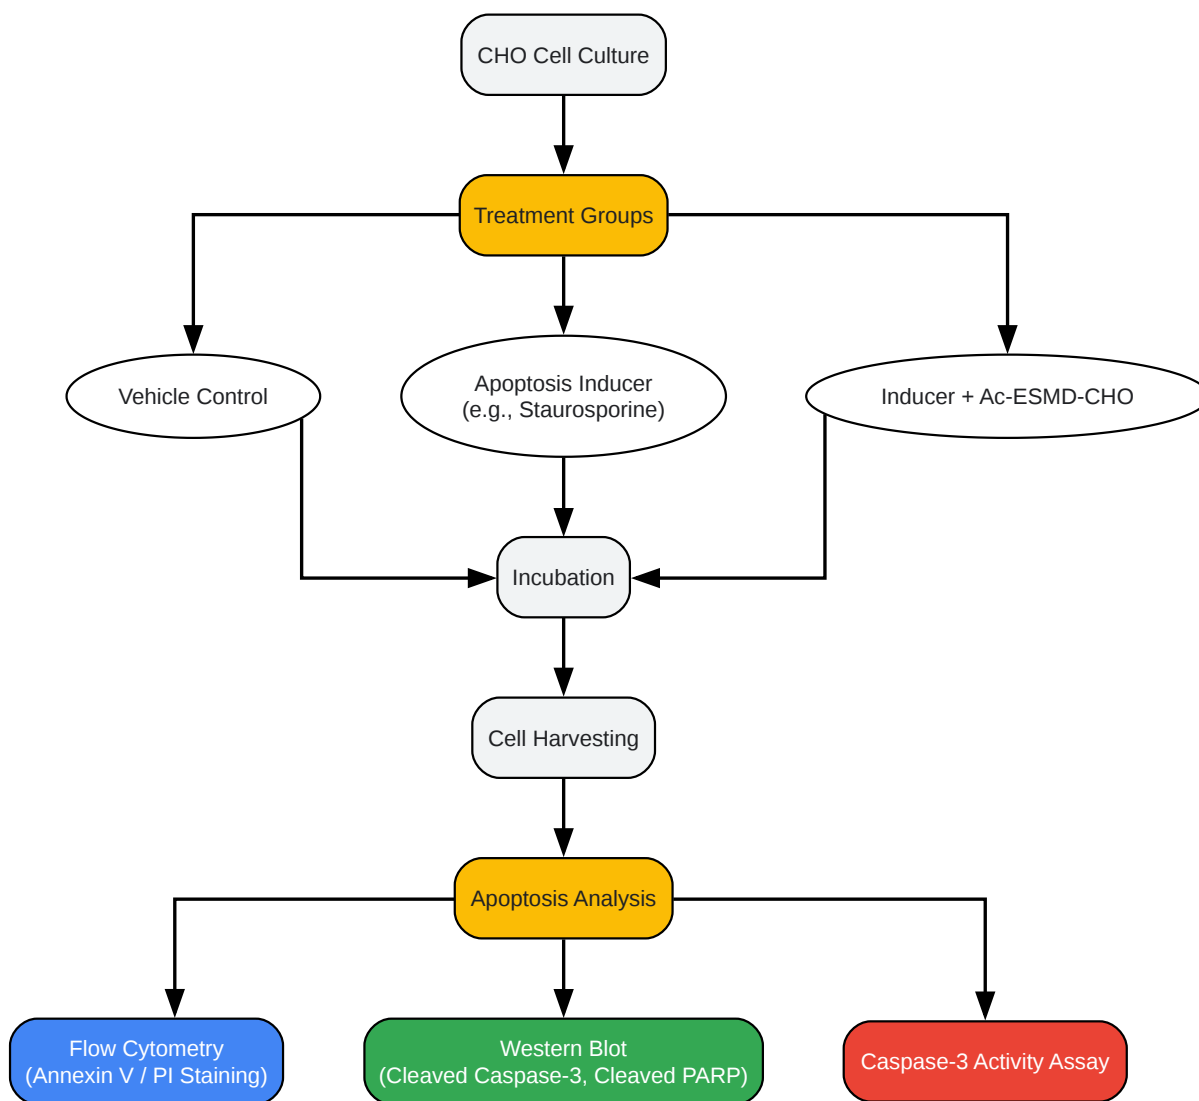 CHO Cell Culture
Treatment Groups
Vehicle Control
Apoptosis Inducer
(e.g., Staurosporine)
Inducer + Ac-ESMD-CHO
Incubation
Cell Harvesting
Apoptosis Analysis
Flow Cytometry
(Annexin V / PI Staining)
Western Blot
(Cleaved Caspase-3, Cleaved PARP)
Caspase-3 Activity Assay